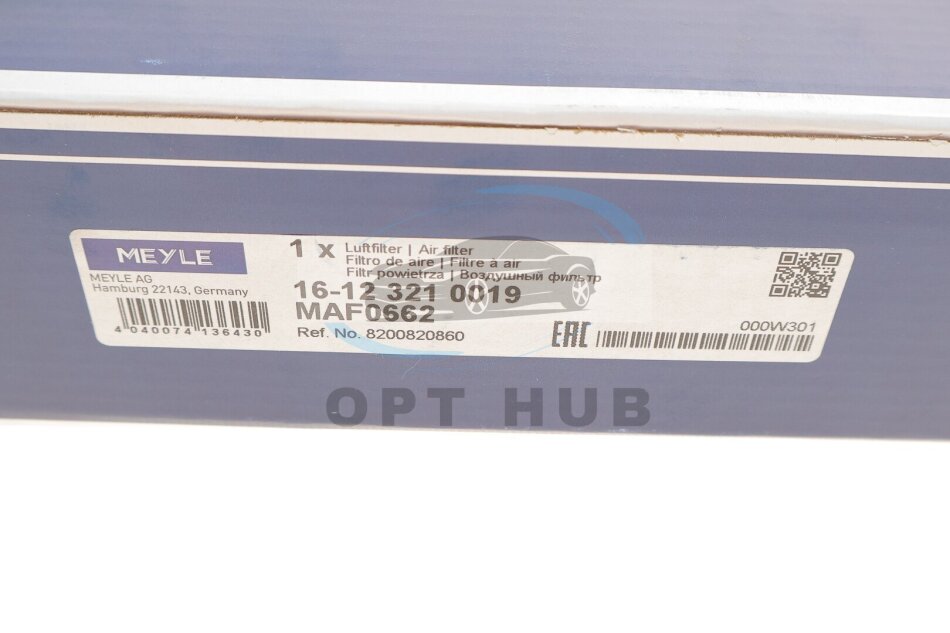 MEYLE
MEYLE AG
Hamburg 22143, Germany
4 040074 136430
1 x Luftfilter | Air filter
Filtro de aire | Filtre à air
Filtr powietrza | Воздушный фильтр
16-12 321 0019
MAF0662
Ref. No. 8200820860
EAC
000W301
OPT HUB